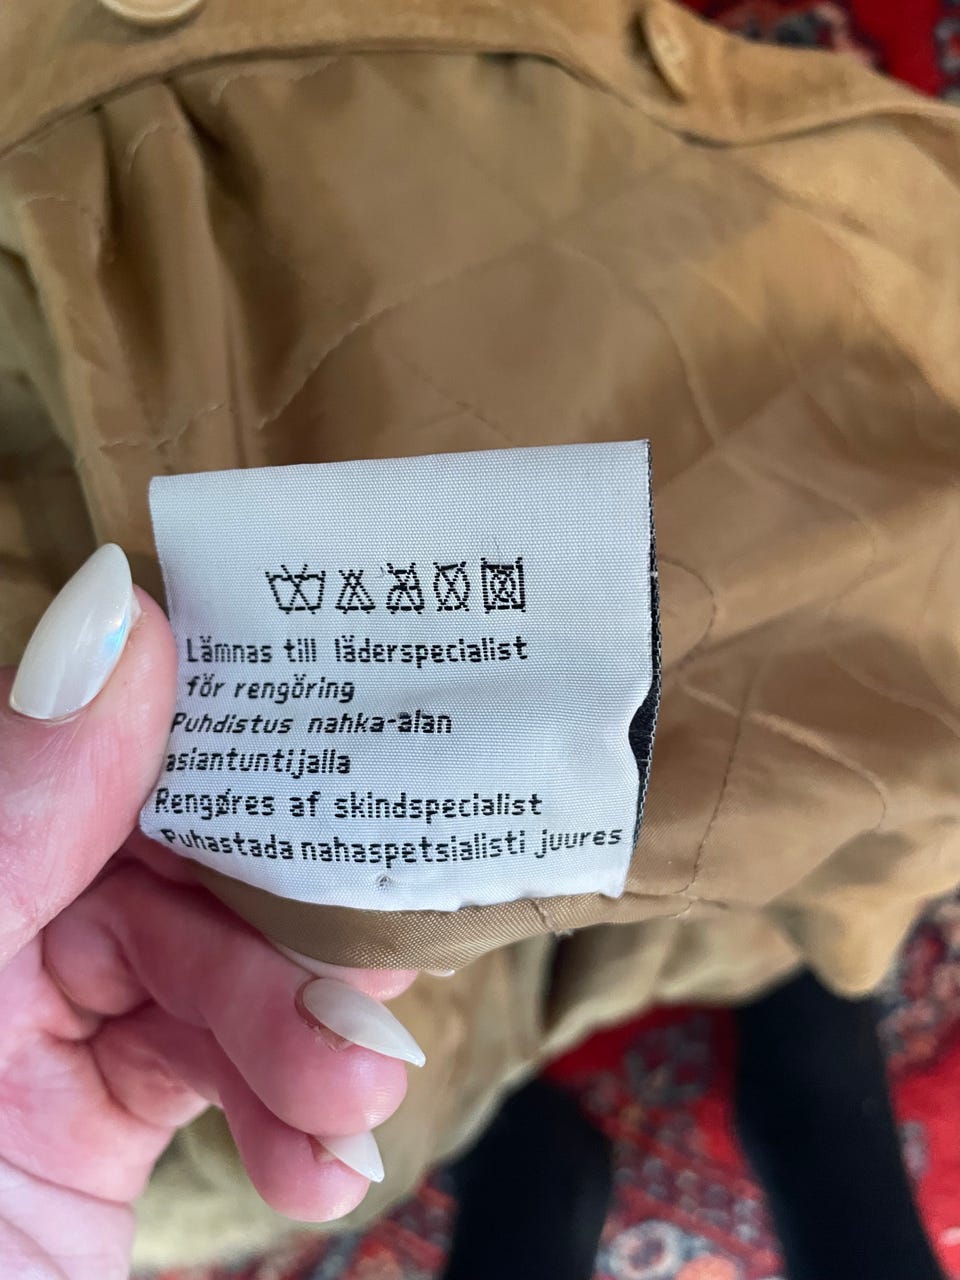 Lämnas till läderspecialist
för rengöring
Puhdistus nahka-alan
asiantuntijalla
Rengøres af skindspecialist
Puhastada nahaspetsialisti juures